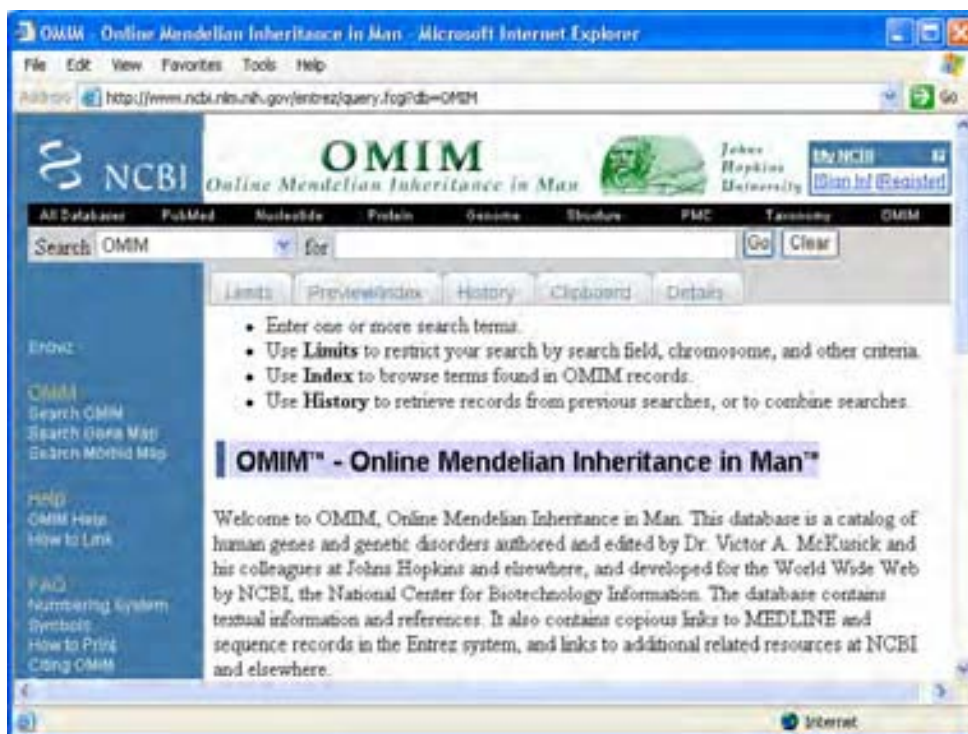 OMIM - Online Mendelian Inheritance in Man - Microsoft Internet Explorer
File Edit View Favorites Tools Help
Address http://www.ncbi.nlm.nih.gov/entrez/query.fcgi?db=OMIM Go
NCBI
OMIM
Online Mendelian Inheritance in Man
Johns
Hopkins
University
My NCBI
[Sign In] [Register]
All Databases PubMed Nucleotide Protein Genome Structure PMC Taxonomy OMIM
Search OMIM for Go Clear
Limits Preview/Index History Clipboard Details
• Enter one or more search terms.
• Use Limits to restrict your search by search field, chromosome, and other criteria.
• Use Index to browse terms found in OMIM records.
• Use History to retrieve records from previous searches, or to combine searches.
Entrez
OMIM
Search OMIM
Search Gene Map
Search Morbid Map
Help
OMIM Help
How to Link
FAQ
Numbering System
Symbols
How to Print
Citing OMIM
OMIM™ - Online Mendelian Inheritance in Man™
Welcome to OMIM, Online Mendelian Inheritance in Man. This database is a catalog of
human genes and genetic disorders authored and edited by Dr. Victor A. McKusick and
his colleagues at Johns Hopkins and elsewhere, and developed for the World Wide Web
by NCBI, the National Center for Biotechnology Information. The database contains
textual information and references. It also contains copious links to MEDLINE and
sequence records in the Entrez system, and links to additional related resources at NCBI
and elsewhere.
Internet